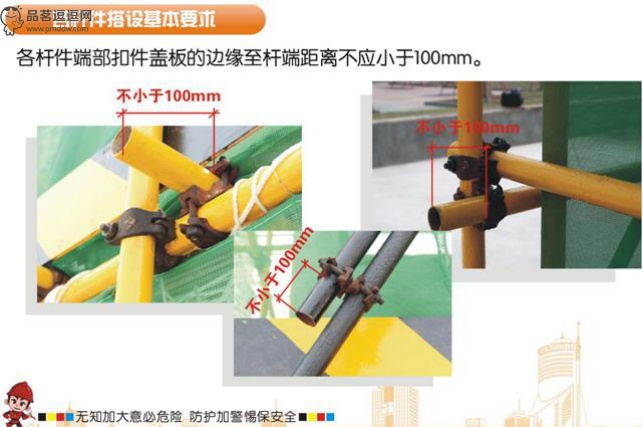 品茗逗逗网
www.pmddw.com
各杆件搭设基本要求
各杆件端部扣件盖板的边缘至杆端距离不应小于100mm。
不小于100mm
不小于100mm
不小于100mm
无知加大意必危险 防护加警惕保安全